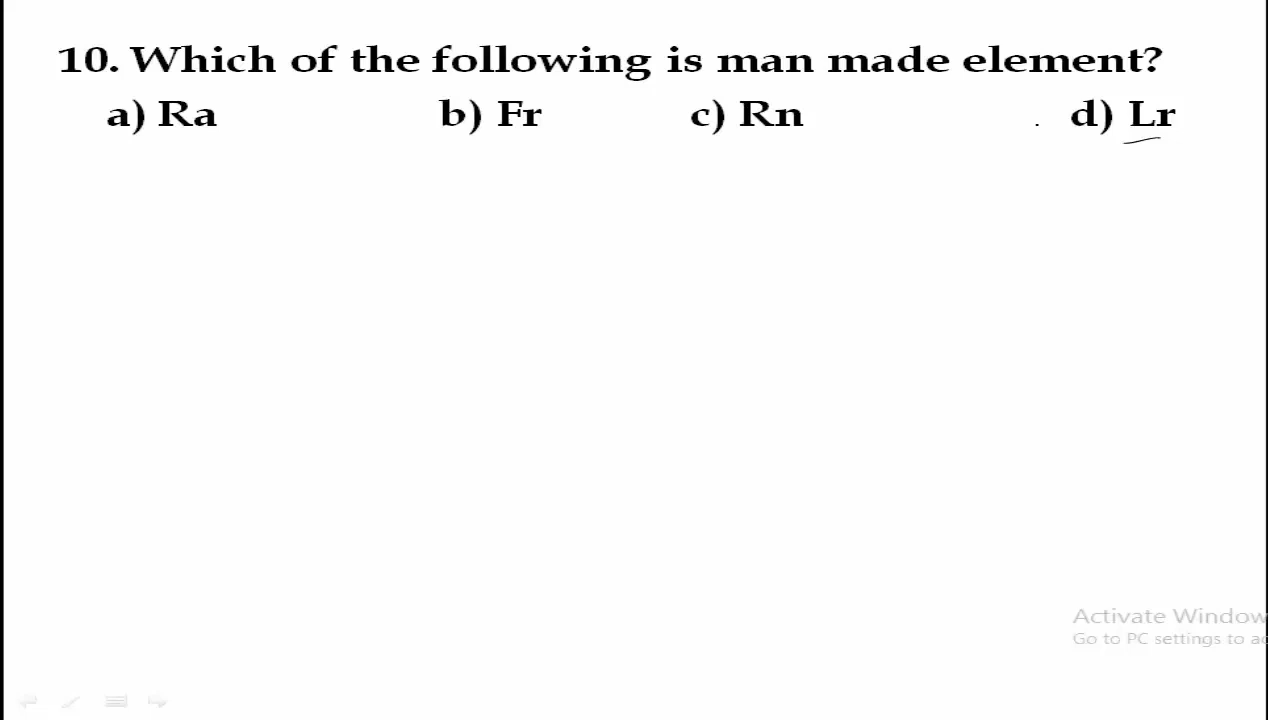 10. Which of the following is man made element?
a) Ra b) Fr c) Rn d) Lr
Activate Window
Go to PC settings to ac